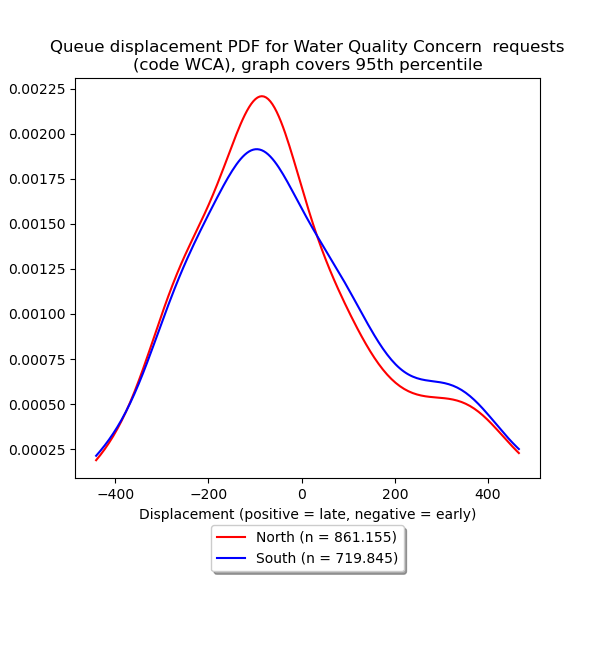 Queue displacement PDF for Water Quality Concern  requests
(code WCA), graph covers 95th percentile
0.00225
0.00200
0.00175
0.00150
0.00125
0.00100
0.00075
0.00050
0.00025
−400
−200
0
200
400
Displacement (positive = late, negative = early)
North (n = 861.155)
South (n = 719.845)